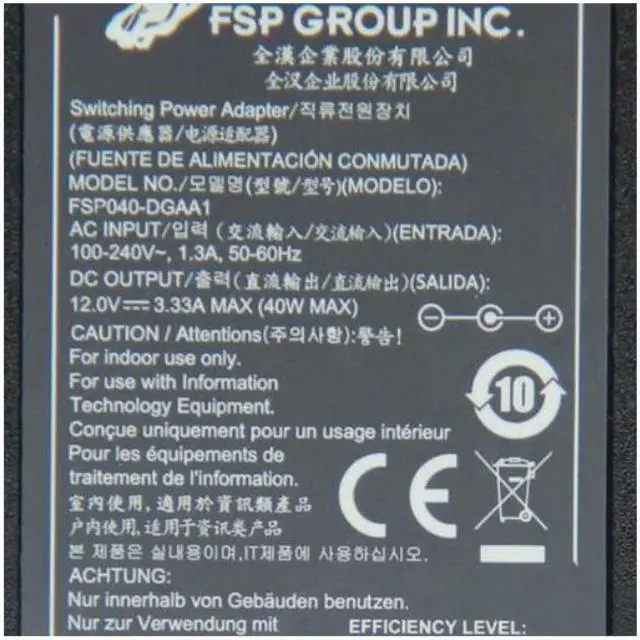 FSP GROUP INC.
全漢企業股份有限公司
全汉企业股份有限公司
Switching Power Adapter/직류전원장치
(電源供應器/电源适配器)
(FUENTE DE ALIMENTACIÓN CONMUTADA)
MODEL NO./모델명(型號/型号)(MODELO):
FSP040-DGAA1
AC INPUT/입력 (交流輸入/交流输入)(ENTRADA):
100-240V~, 1.3A, 50-60Hz
DC OUTPUT/출력(直流輸出/直流输出)(SALIDA):
12.0V⎓ 3.33A MAX (40W MAX)
CAUTION / Attentions(주의사항):警告!
For indoor use only.
For use with Information
Technology Equipment.
10
Conçue uniquement pour un usage intérieur
Pour les équipements de
traitement de l'information.
CE
室內使用, 適用於資訊類產品
户内使用, 适用于资讯类产品
본 제품은 실내용이며,IT제품에 사용하십시오.
ACHTUNG:
Nur innerhalb von Gebäuden benutzen.
Nur zur Verwendung mit
EFFICIENCY LEVEL: